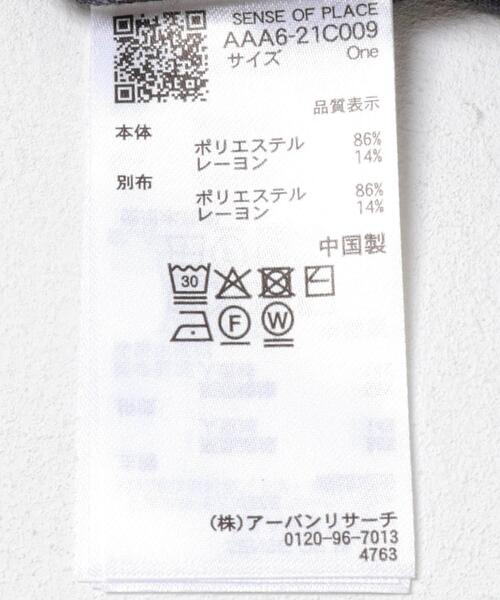 SENSE OF PLACE
AAA6-21C009
サイズ One
品質表示
本体
ポリエステル 86%
レーヨン 14%
別布
ポリエステル 86%
レーヨン 14%
中国製
30
F W
(株)アーバンリサーチ
0120-96-7013
4763